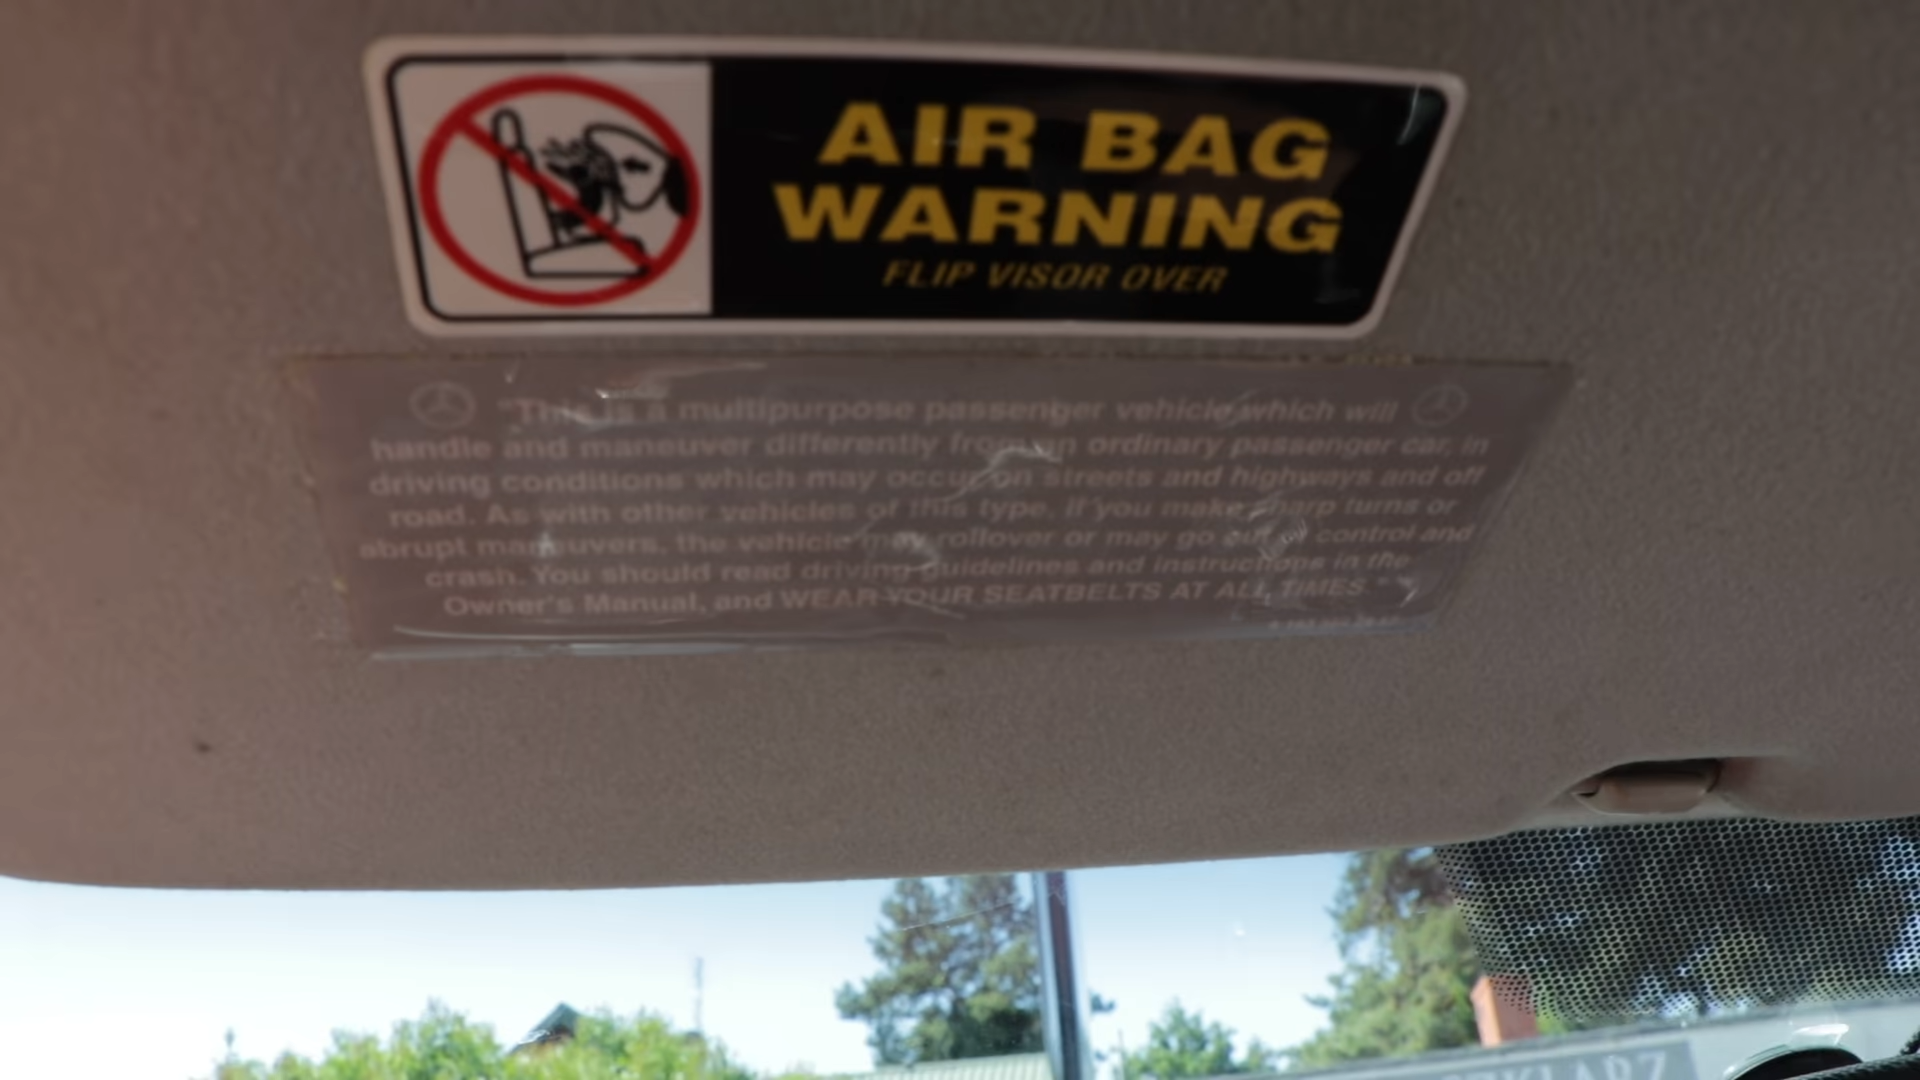 AIR BAG
WARNING
FLIP VISOR OVER
"This is a multipurpose passenger vehicle which will
handle and maneuver differently from an ordinary passenger car, in
driving conditions which may occur on streets and highways and off
road. As with other vehicles of this type, if you make sharp turns or
abrupt maneuvers, the vehicle may rollover or may go out of control and
crash. You should read driving guidelines and instructions in the
Owner's Manual, and WEAR YOUR SEATBELTS AT ALL TIMES."